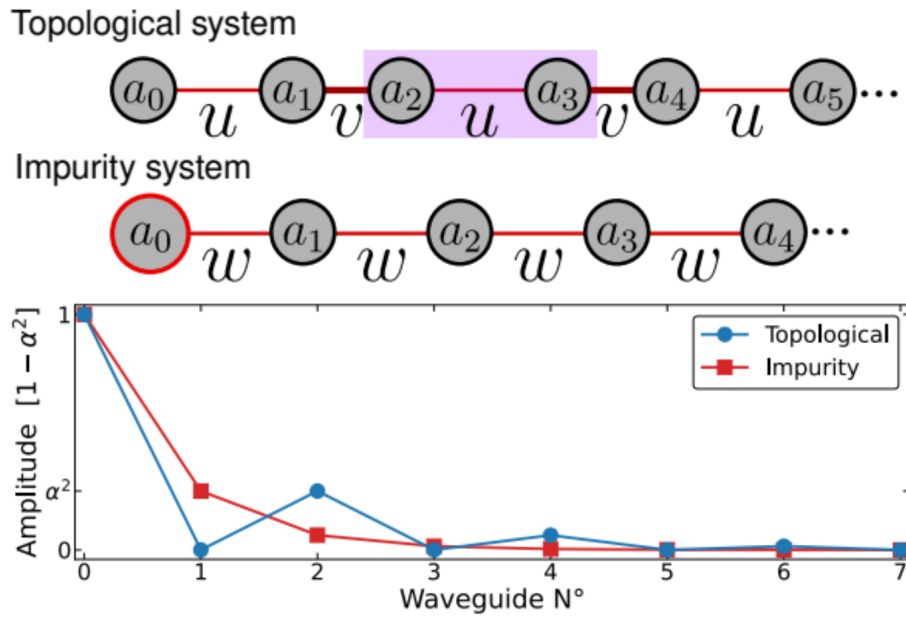 Topological system
a₀ a₁ a₂ a₃ a₄ a₅ ...
u v u v u
Impurity system
a₀ a₁ a₂ a₃ a₄ ...
w w w w
Amplitude [1 − α²]
1
α²
0
Topological
Impurity
0 1 2 3 4 5 6 7
Waveguide N°